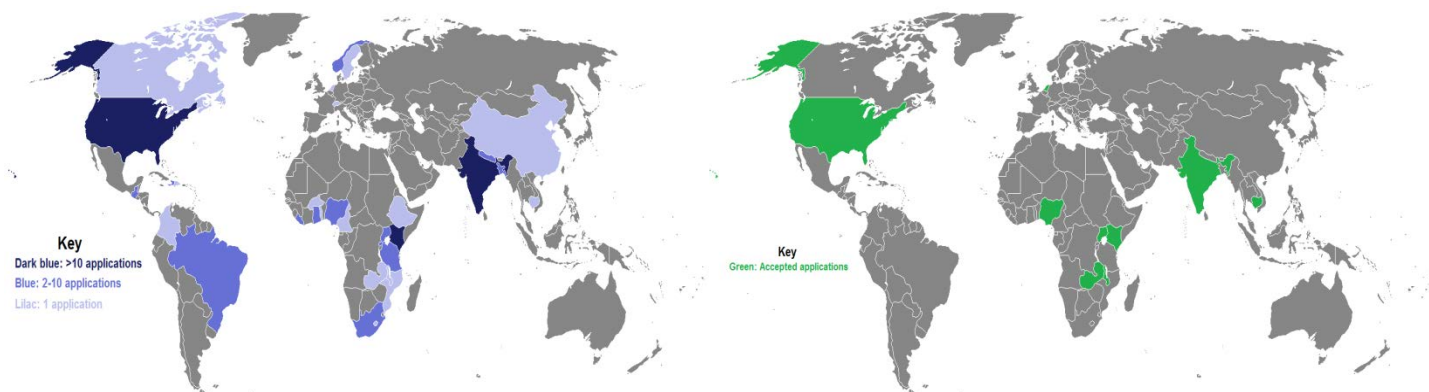 Key
Dark blue: >10 applications
Blue: 2-10 applications
Lilac: 1 application
Key
Green: Accepted applications